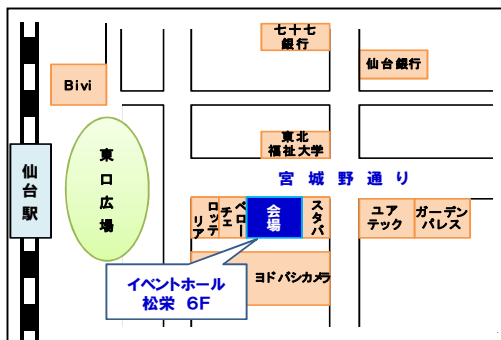 七十七
銀行
仙台銀行
Bivi
東北
福祉大学
仙台駅
東口広場
宮城野通り
ロッテ
リア
ベロー
チェ
会場
スタバ
ユア
テック
ガーデン
パレス
イベントホール
松栄 6F
ヨドバシカメラ